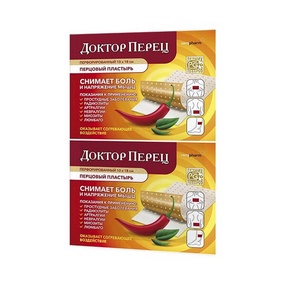 ДОКТОР ПЕРЕЦ
ПЕРФОРИРОВАННЫЙ 10 х 18 см
ПЕРЦОВЫЙ ПЛАСТЫРЬ
СНИМАЕТ БОЛЬ
И НАПРЯЖЕНИЕ МЫШЦ
ПОКАЗАНИЯ К ПРИМЕНЕНИЮ:
ПРОСТУДНЫЕ ЗАБОЛЕВАНИЯ
РАДИКУЛИТЫ
АРТРАЛГИИ
НЕВРАЛГИИ
МИОЗИТЫ
ЛЮМБАГО
ОКАЗЫВАЕТ СОГРЕВАЮЩЕЕ
ВОЗДЕЙСТВИЕ
ДОКТОР ПЕРЕЦ
ПЕРФОРИРОВАННЫЙ 10 х 18 см
ПЕРЦОВЫЙ ПЛАСТЫРЬ
СНИМАЕТ БОЛЬ
И НАПРЯЖЕНИЕ МЫШЦ
ПОКАЗАНИЯ К ПРИМЕНЕНИЮ:
ПРОСТУДНЫЕ ЗАБОЛЕВАНИЯ
РАДИКУЛИТЫ
АРТРАЛГИИ
НЕВРАЛГИИ
МИОЗИТЫ
ЛЮМБАГО
ОКАЗЫВАЕТ СОГРЕВАЮЩЕЕ
ВОЗДЕЙСТВИЕ